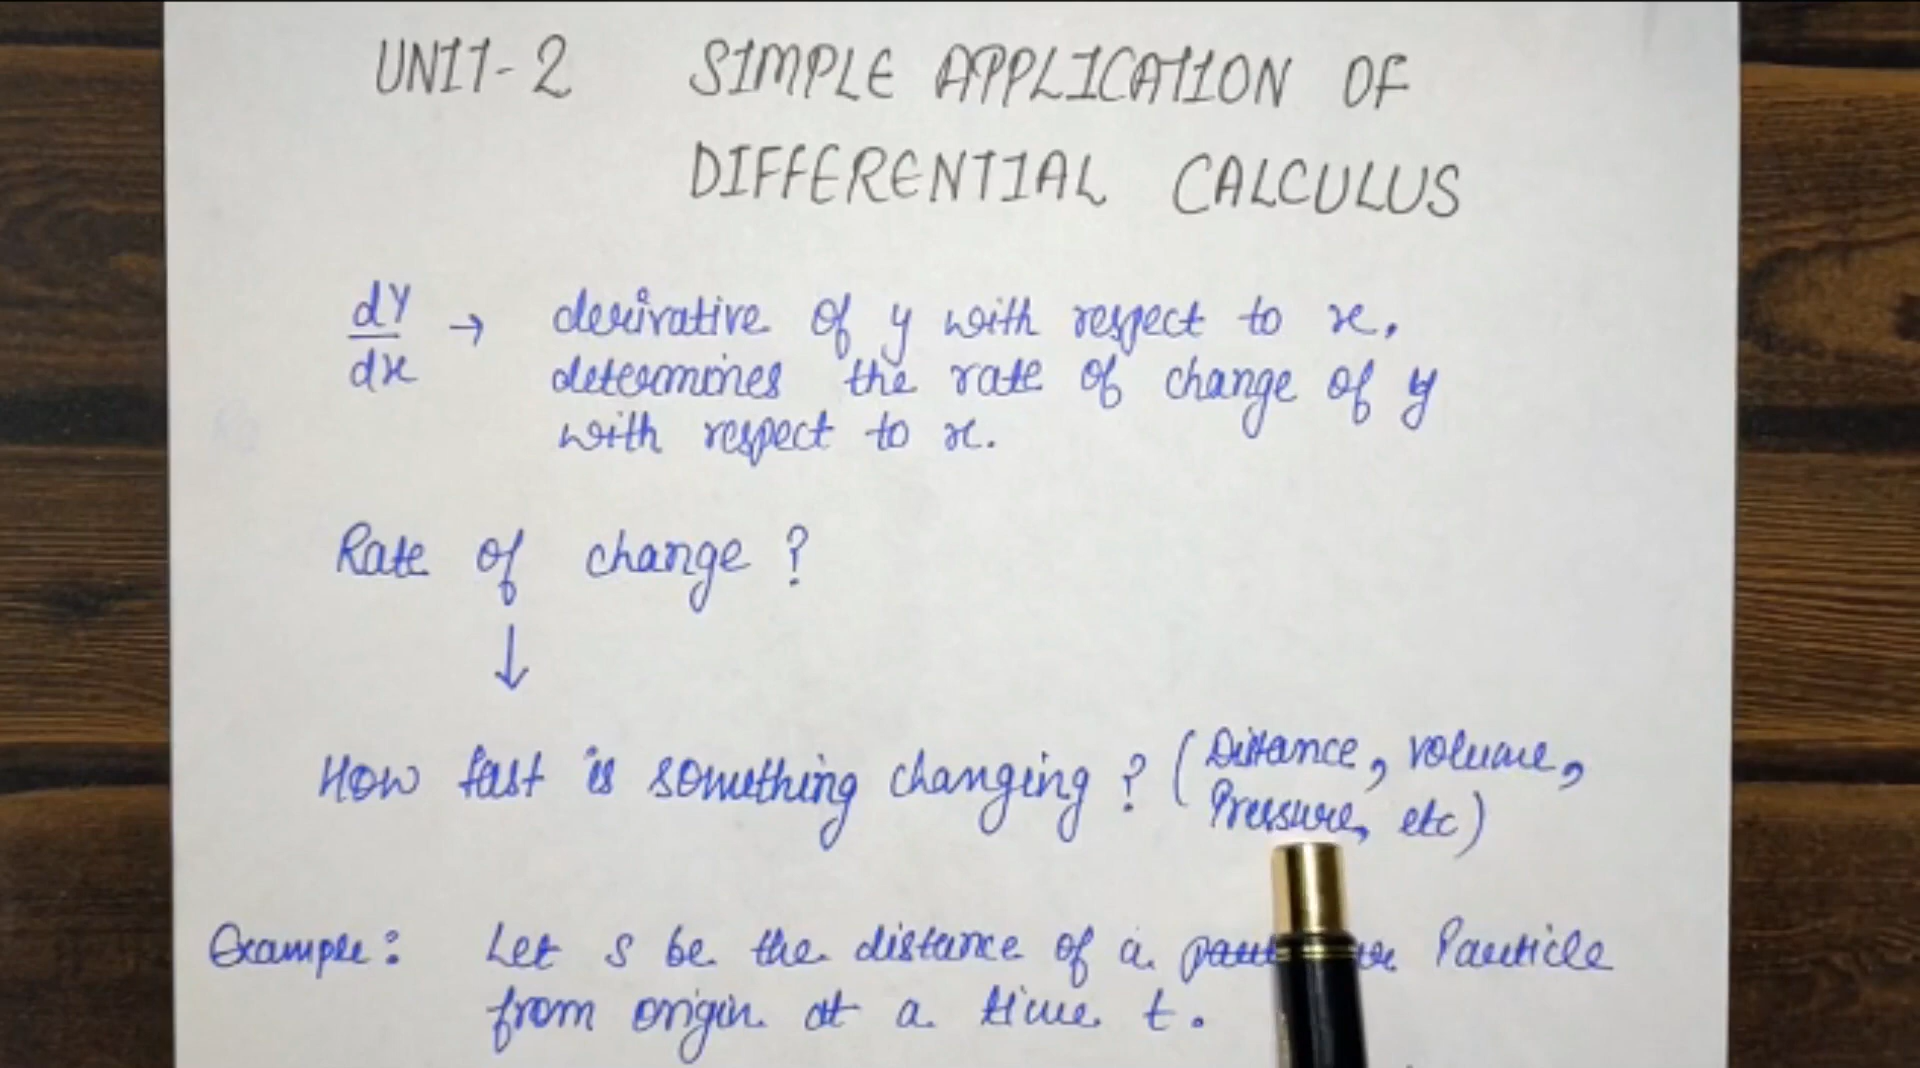 UNIT-2 SIMPLE APPLICATION OF
DIFFERENTIAL CALCULUS
dy/dx → derivative of y with respect to x,
determines the rate of change of y
with respect to x.
Rate of change ?
↓
How fast is something changing ? (Distance, volume,
Pressure, etc)
Example : Let s be the distance of a Particle
from origin at a time t.